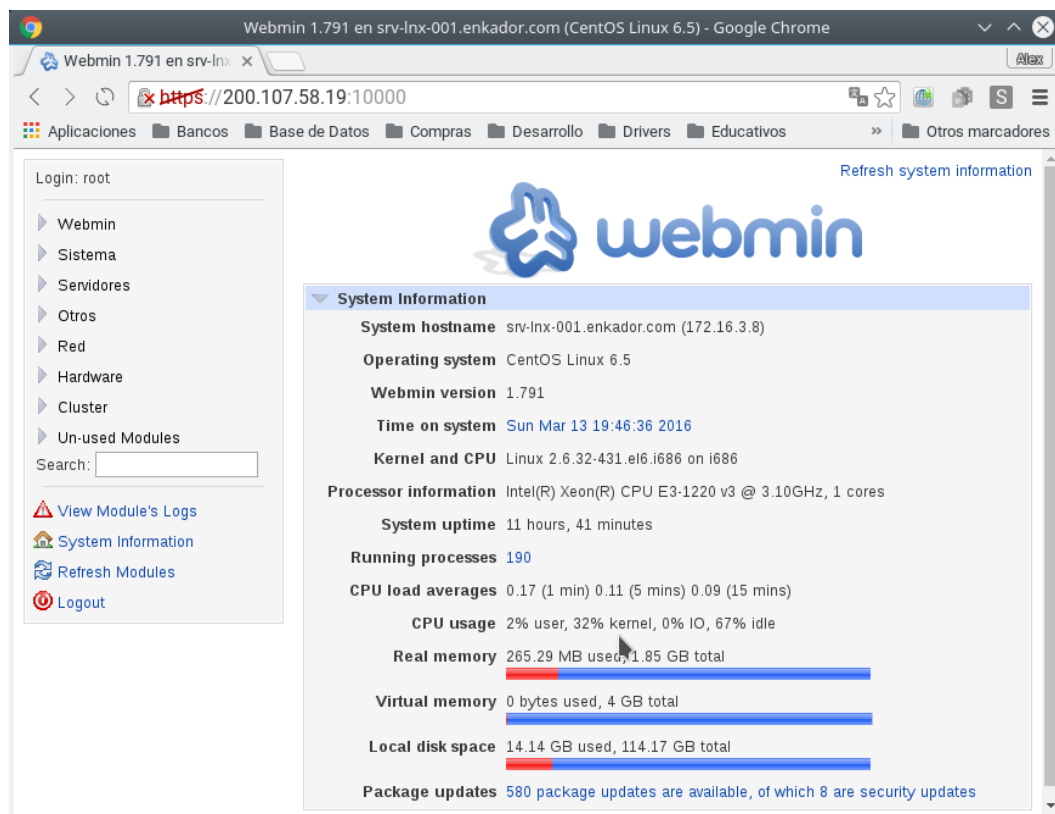 Webmin 1.791 en srv-lnx-001.enkador.com (CentOS Linux 6.5) - Google Chrome
Webmin 1.791 en srv-lnx
Alex
https://200.107.58.19:10000
S
Aplicaciones Bancos Base de Datos Compras Desarrollo Drivers Educativos » Otros marcadores
Login: root
Webmin
Sistema
Servidores
Otros
Red
Hardware
Cluster
Un-used Modules
Search:
View Module's Logs
System Information
Refresh Modules
Logout
Refresh system information
webmin
System Information
System hostname srv-lnx-001.enkador.com (172.16.3.8)
Operating system CentOS Linux 6.5
Webmin version 1.791
Time on system Sun Mar 13 19:46:36 2016
Kernel and CPU Linux 2.6.32-431.el6.i686 on i686
Processor information Intel(R) Xeon(R) CPU E3-1220 v3 @ 3.10GHz, 1 cores
System uptime 11 hours, 41 minutes
Running processes 190
CPU load averages 0.17 (1 min) 0.11 (5 mins) 0.09 (15 mins)
CPU usage 2% user, 32% kernel, 0% IO, 67% idle
Real memory 265.29 MB used, 1.85 GB total
Virtual memory 0 bytes used, 4 GB total
Local disk space 14.14 GB used, 114.17 GB total
Package updates 580 package updates are available, of which 8 are security updates